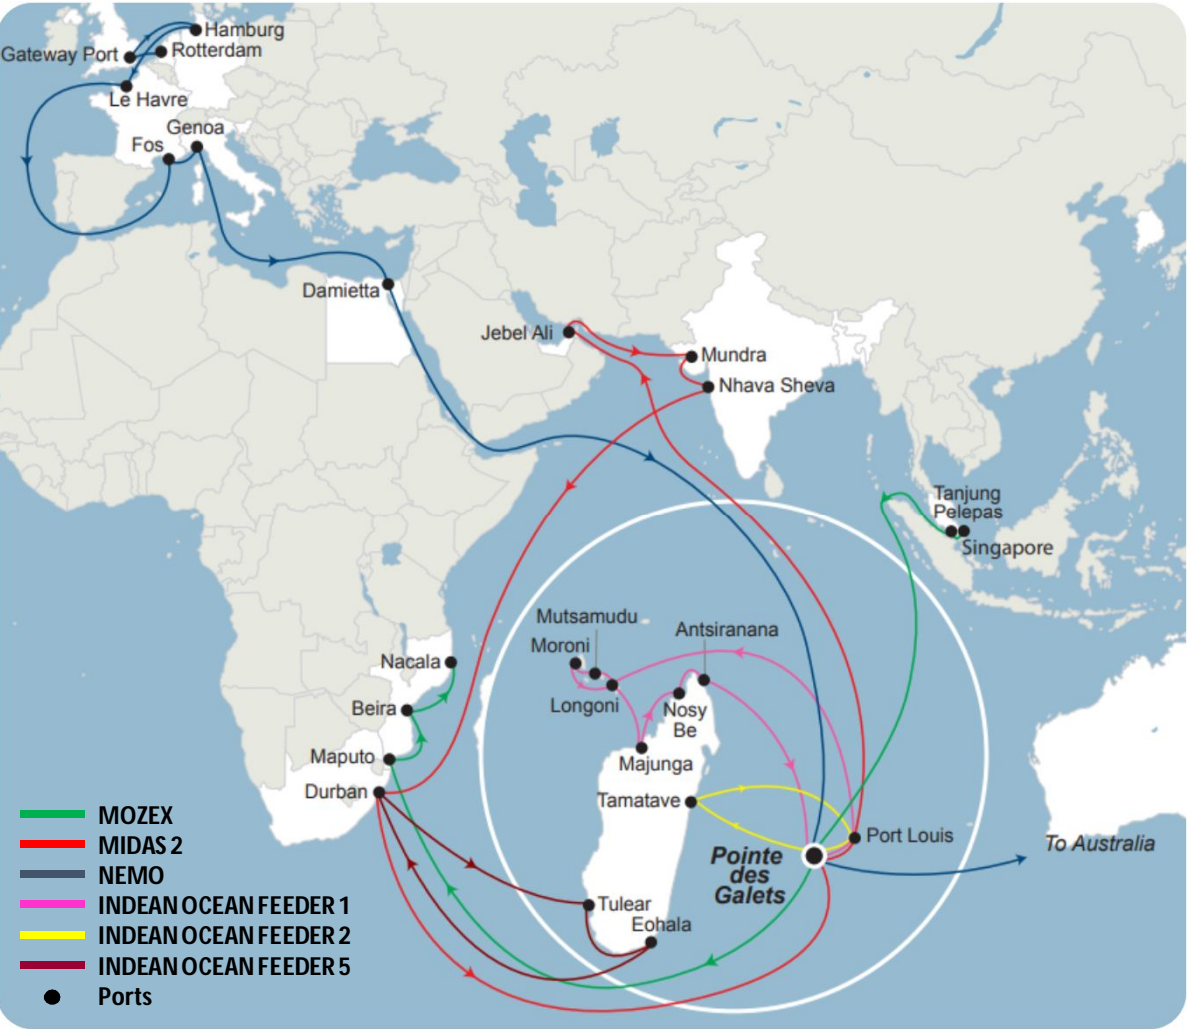 Hamburg
Gateway Port
Rotterdam
Le Havre
Genoa
Fos
Damietta
Jebel Ali
Mundra
Nhava Sheva
Tanjung
Pelepas
Singapore
Mutsamudu
Antsiranana
Moroni
Nacala
Longoni
Nosy
Be
Beira
Maputo
Majunga
Durban
Tamatave
Port Louis
To Australia
Pointe
des
Galets
Tulear
Eohala
MOZEX
MIDAS 2
NEMO
INDEAN OCEAN FEEDER 1
INDEAN OCEAN FEEDER 2
INDEAN OCEAN FEEDER 5
Ports